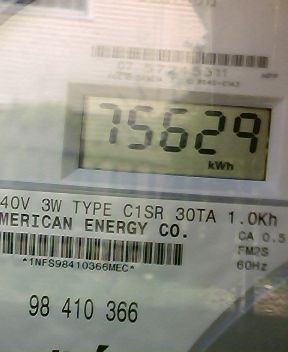 75629
kWh
40V 3W TYPE C1SR 30TA 1.0Kh
MERICAN ENERGY CO.
CA 0.5
FM2S
60Hz
*1NFS98410366MEC*
98 410 366